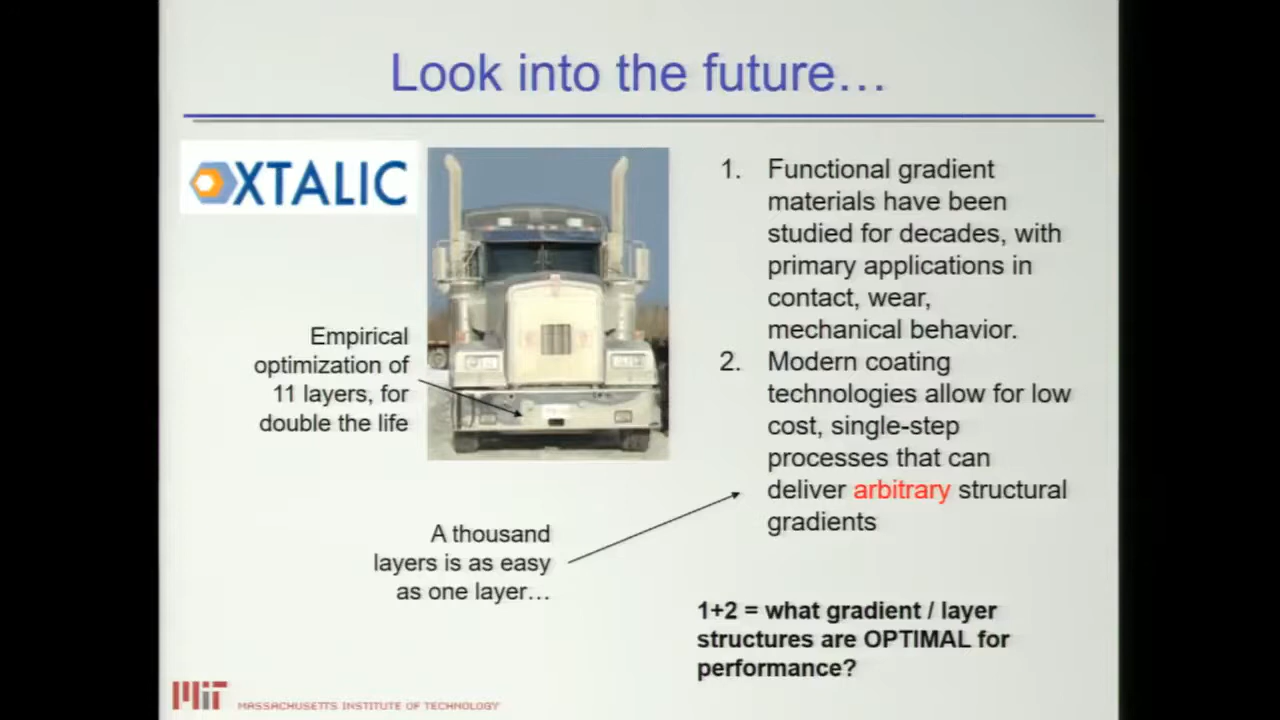 Look into the future…
XTALIC
Empirical
optimization of
11 layers, for
double the life
A thousand
layers is as easy
as one layer…
1. Functional gradient
materials have been
studied for decades, with
primary applications in
contact, wear,
mechanical behavior.
2. Modern coating
technologies allow for low
cost, single-step
processes that can
deliver arbitrary structural
gradients
1+2 = what gradient / layer
structures are OPTIMAL for
performance?
MIT MASSACHUSETTS INSTITUTE OF TECHNOLOGY